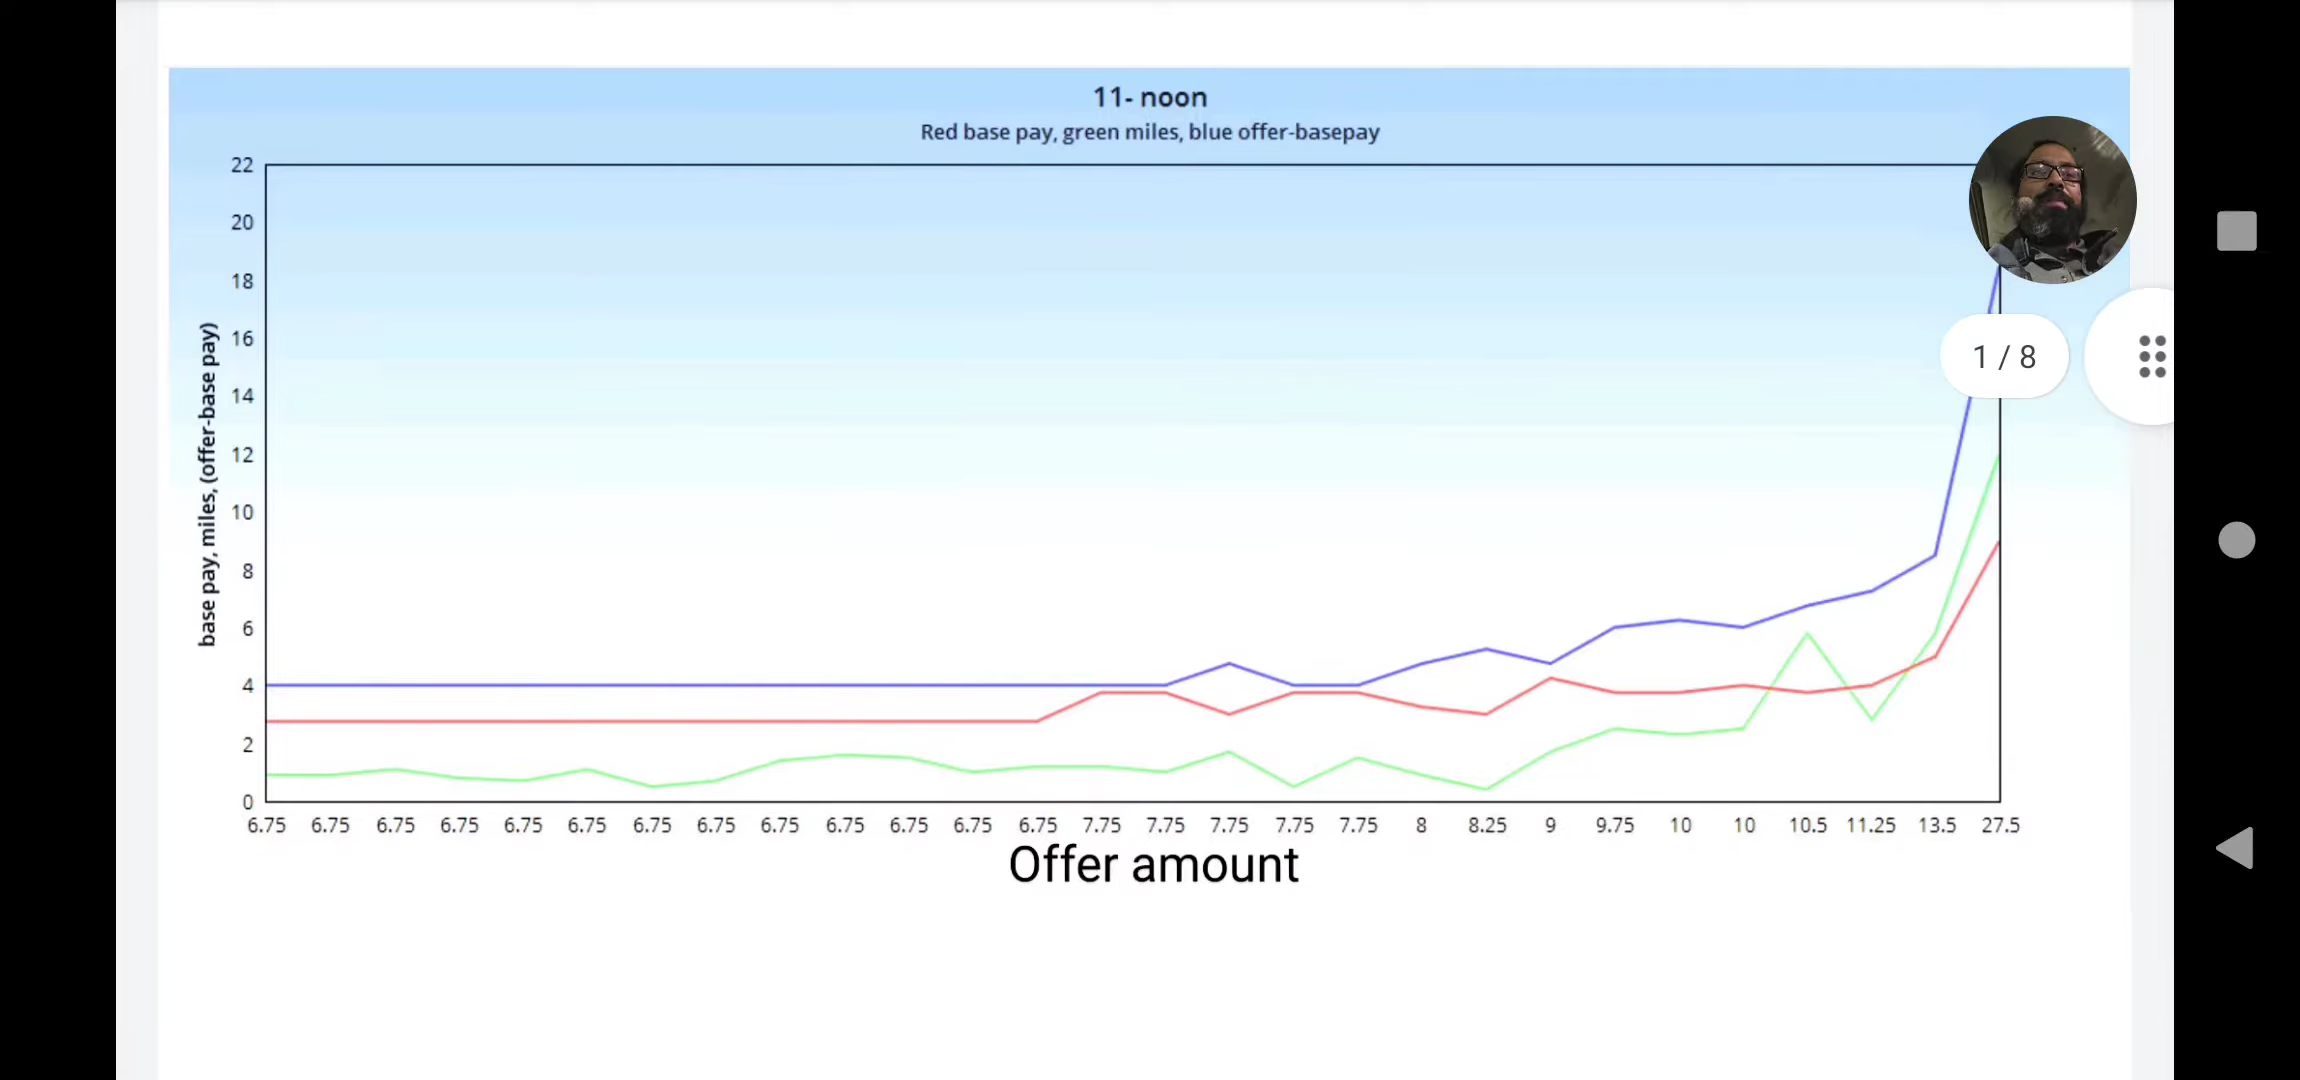 11- noon
Red base pay, green miles, blue offer-basepay
base pay, miles, (offer-base pay)
22
20
18
16
14
12
10
8
6
4
2
0
1 / 8
6.75 6.75 6.75 6.75 6.75 6.75 6.75 6.75 6.75 6.75 6.75 6.75 6.75 7.75 7.75 7.75 7.75 7.75 8 8.25 9 9.75 10 10 10.5 11.25 13.5 27.5
Offer amount